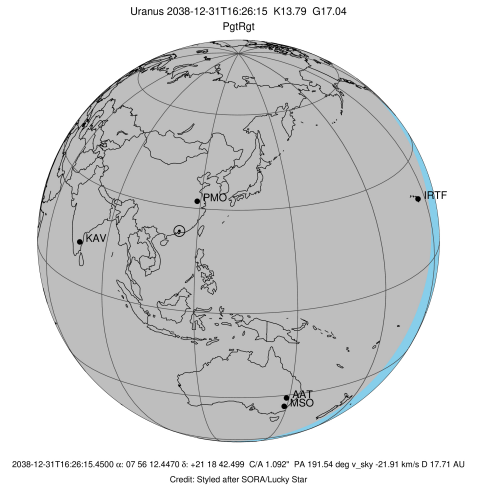 Uranus 2038-12-31T16:26:15 K13.79 G17.04
PgtRgt
IRTF
PMO
KAV
AAT
MSO
2038-12-31T16:26:15.4500 α: 07 56 12.4470 δ: +21 18 42.499 C/A 1.092" PA 191.54 deg v_sky -21.91 km/s D 17.71 AU
Credit: Styled after SORA/Lucky Star